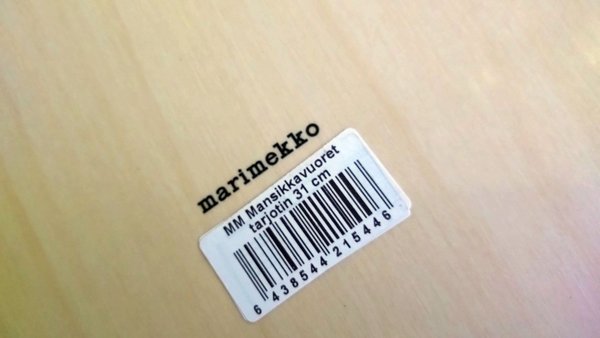 marimekko
MM Mansikkavuoret
tarjotin 31 cm
6 438544 215446